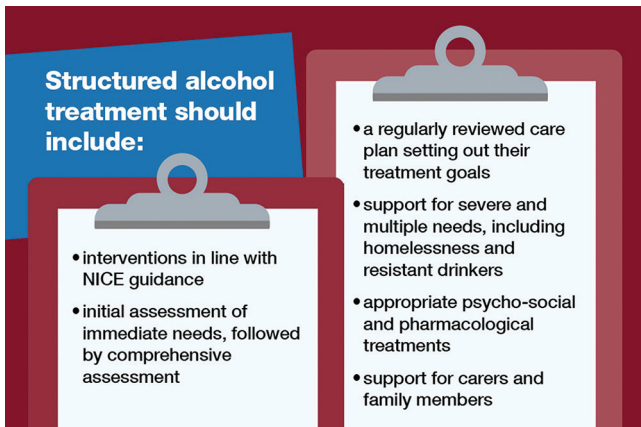 Structured alcohol
treatment should
include:
• interventions in line with
NICE guidance
• initial assessment of
immediate needs, followed
by comprehensive
assessment
• a regularly reviewed care
plan setting out their
treatment goals
• support for severe and
multiple needs, including
homelessness and
resistant drinkers
• appropriate psycho-social
and pharmacological
treatments
• support for carers and
family members